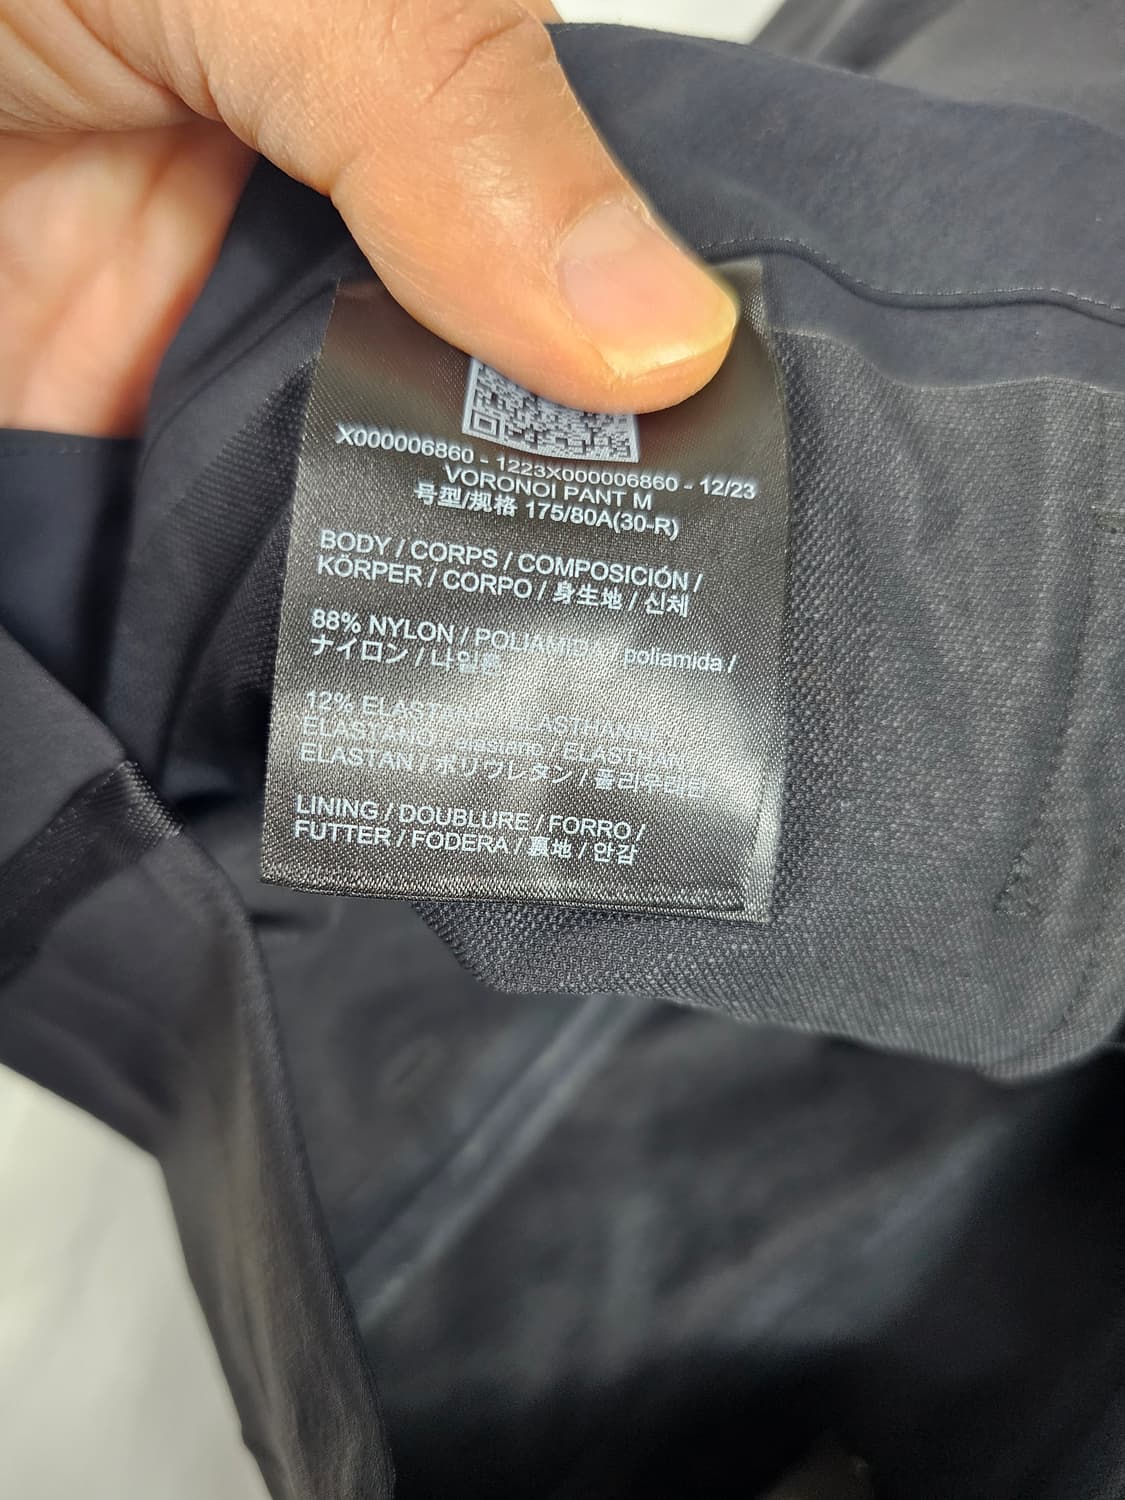 X000006860 - 1223X000006860 - 12/23
VORONOI PANT M
号型/规格 175/80A(30-R)
BODY / CORPS / COMPOSICIÓN /
KÖRPER / CORPO / 身生地 / 신체
88% NYLON / POLIAMIDA / poliamida /
ナイロン / 나일론
12% ELASTANO / ELASTHANNE /
ELASTANO / elastano / ELASTHAN /
ELASTAN / ポリウレタン / 폴리우레탄
LINING / DOUBLURE / FORRO /
FUTTER / FODERA / 裏地 / 안감